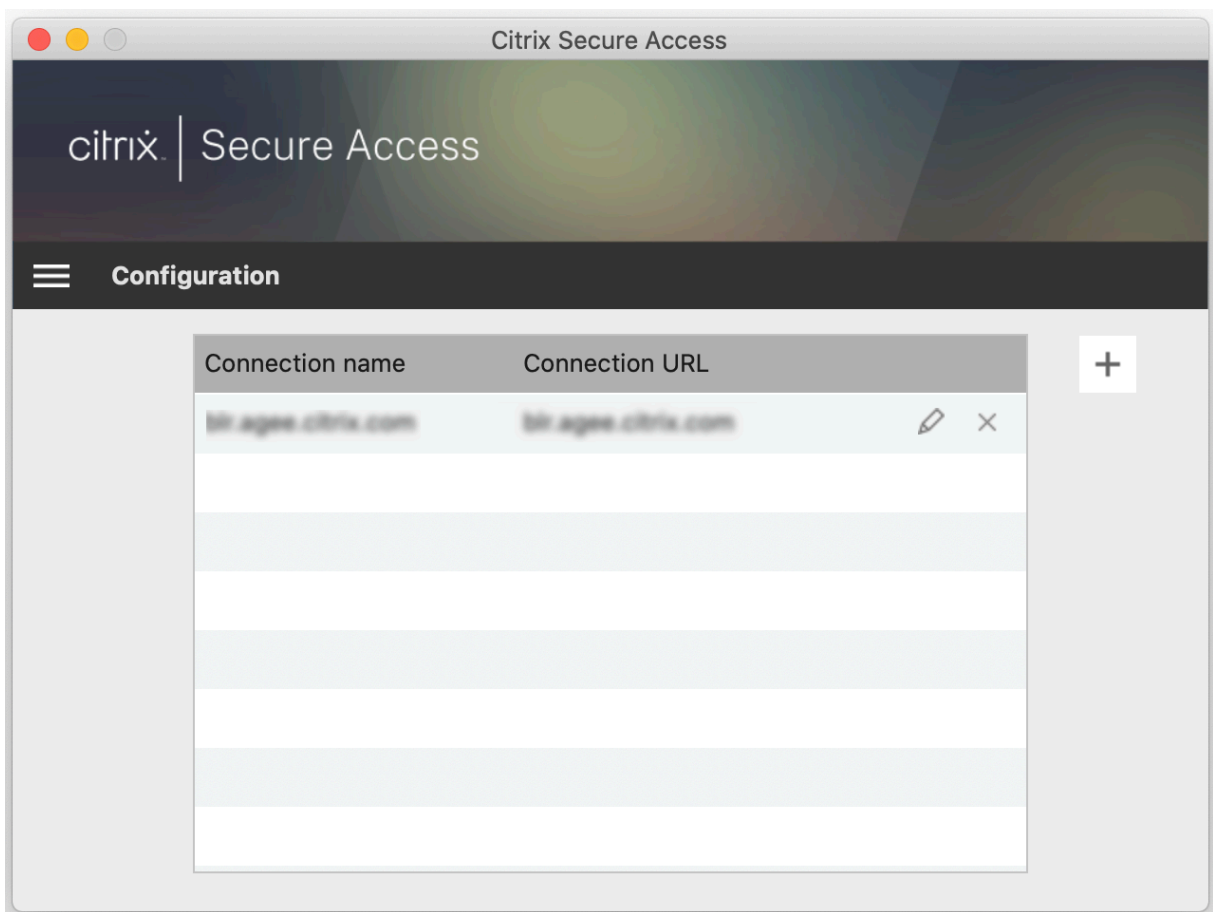 Citrix Secure Access
citrix. | Secure Access
Configuration
Connection name Connection URL